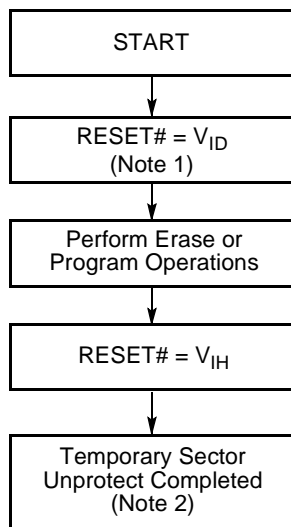 START
RESET# = VID
(Note 1)
Perform Erase or
Program Operations
RESET# = VIH
Temporary Sector
Unprotect Completed
(Note 2)